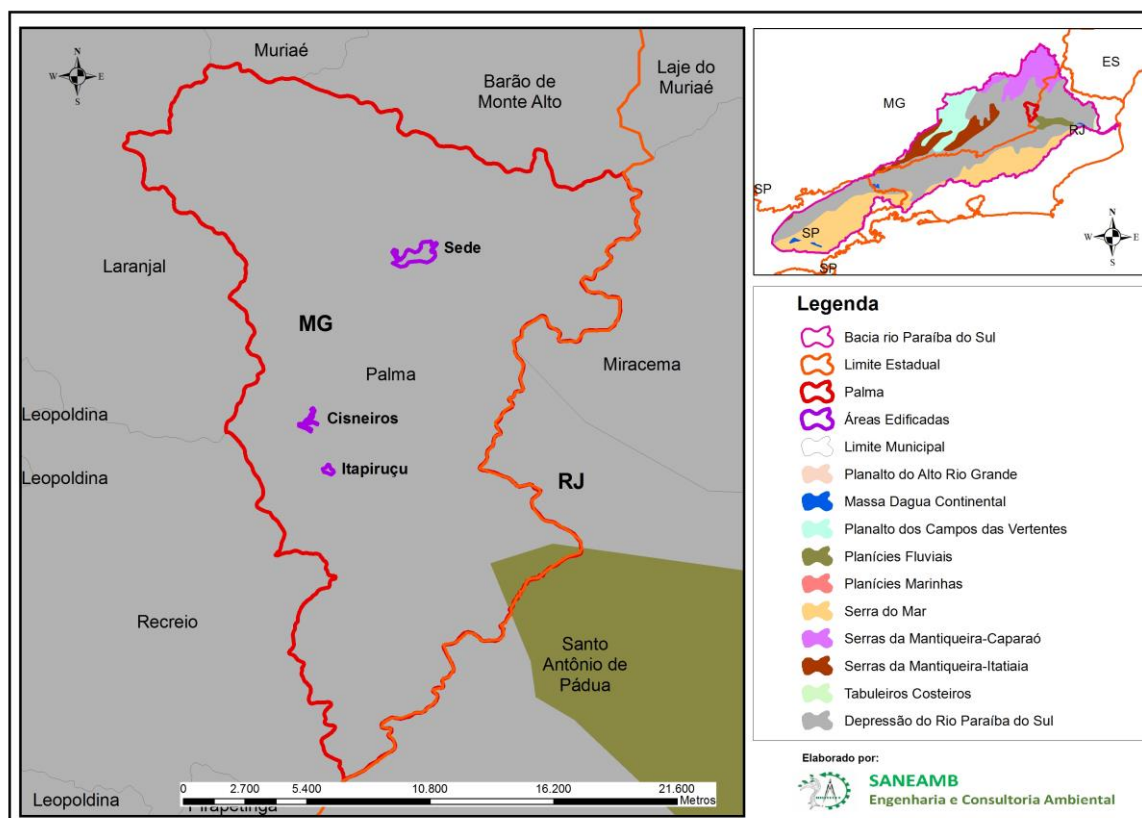 N
W E
S
Muriaé
Barão de
Monte Alto
Laje do
Muriaé
Laranjal
Sede
MG
Palma
Miracema
Leopoldina
Cisneiros
Leopoldina
Itapiruçu
RJ
Recreio
Santo
Antônio de
Pádua
Leopoldina
Pirapetinga
0 2.700 5.400 10.800 16.200 21.600
Metros
ES
MG
RJ
SP
SP
SP
N
W E
S
Legenda
Bacia rio Paraíba do Sul
Limite Estadual
Palma
Áreas Edificadas
Limite Municipal
Planalto do Alto Rio Grande
Massa Dagua Continental
Planalto dos Campos das Vertentes
Planícies Fluviais
Planícies Marinhas
Serra do Mar
Serras da Mantiqueira-Caparaó
Serras da Mantiqueira-Itatiaia
Tabuleiros Costeiros
Depressão do Rio Paraíba do Sul
Elaborado por:
SANEAMB
Engenharia e Consultoria Ambiental